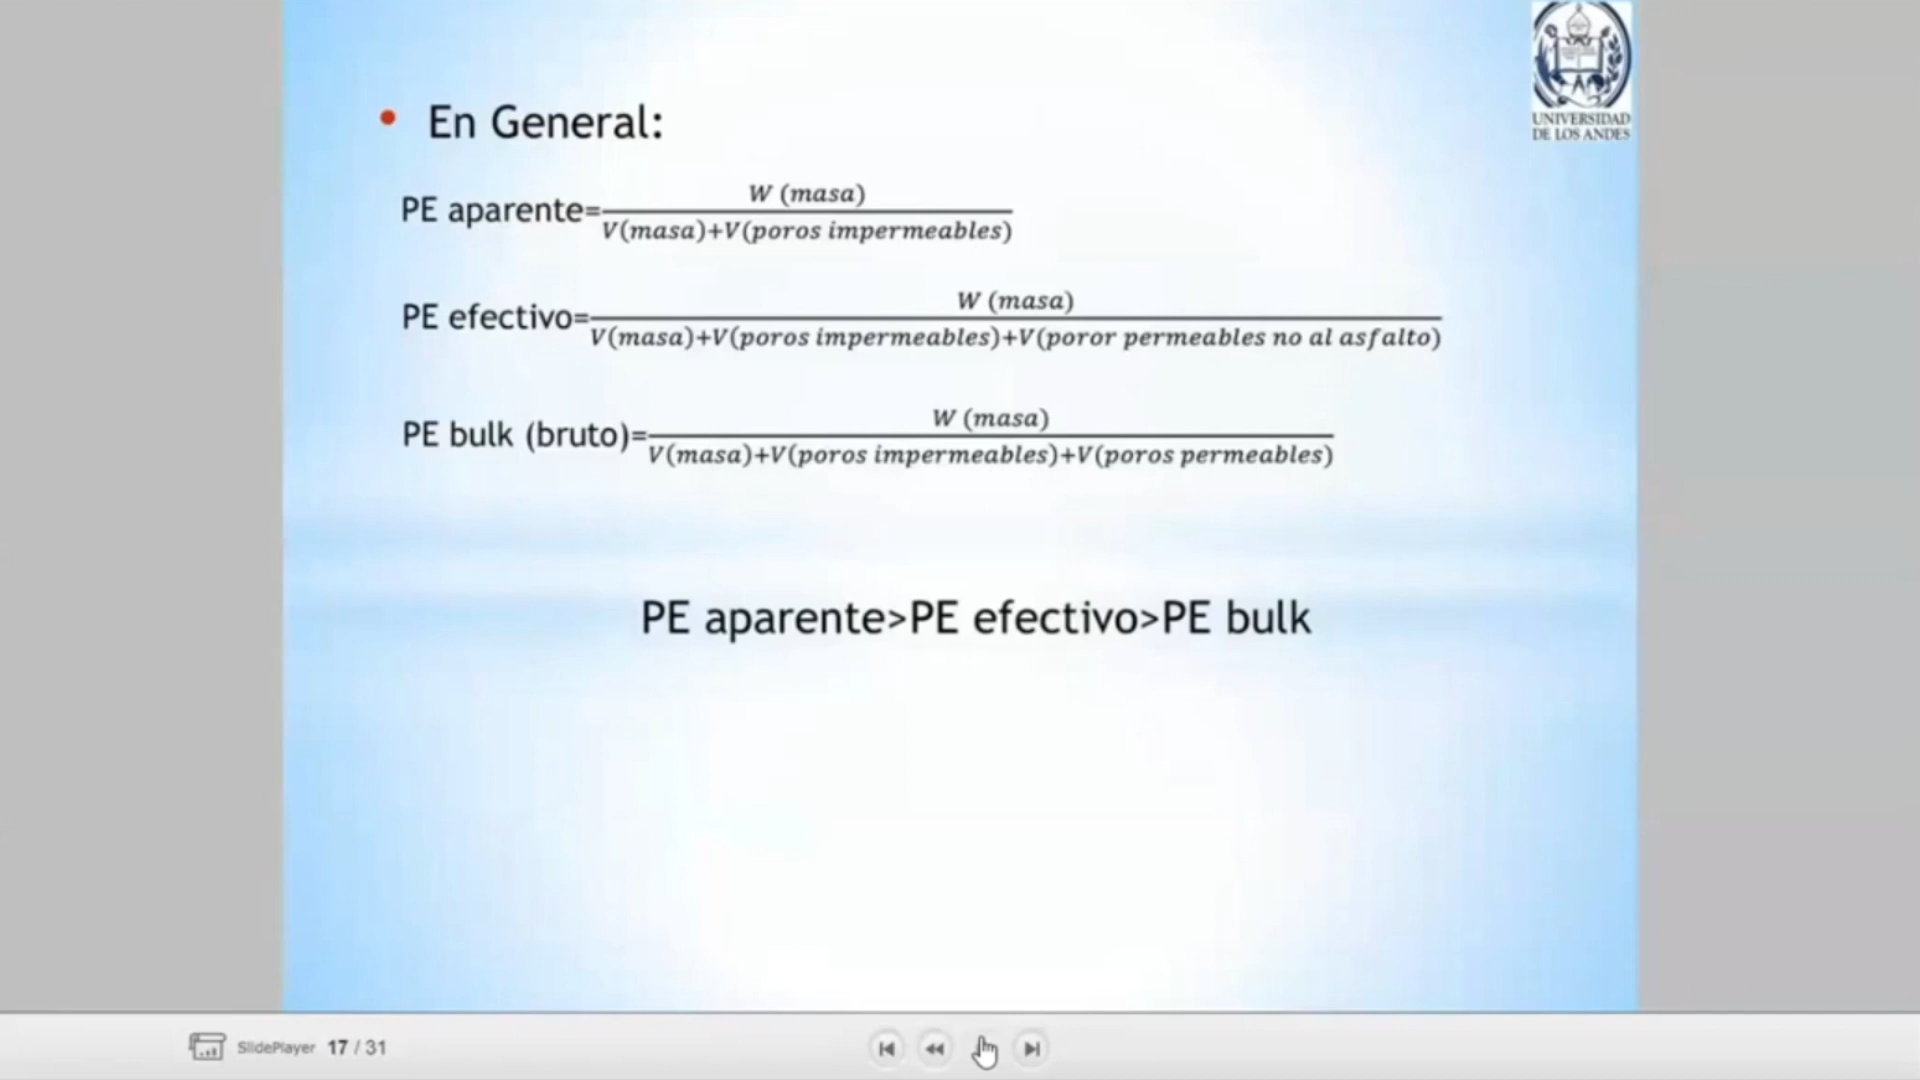 UNIVERSIDAD
DE LOS ANDES
• En General:
PE aparente= W (masa) / V(masa)+V(poros impermeables)
PE efectivo= W (masa) / V(masa)+V(poros impermeables)+V(poror permeables no al asfalto)
PE bulk (bruto)= W (masa) / V(masa)+V(poros impermeables)+V(poros permeables)
PE aparente>PE efectivo>PE bulk
SlidePlayer 17 / 31